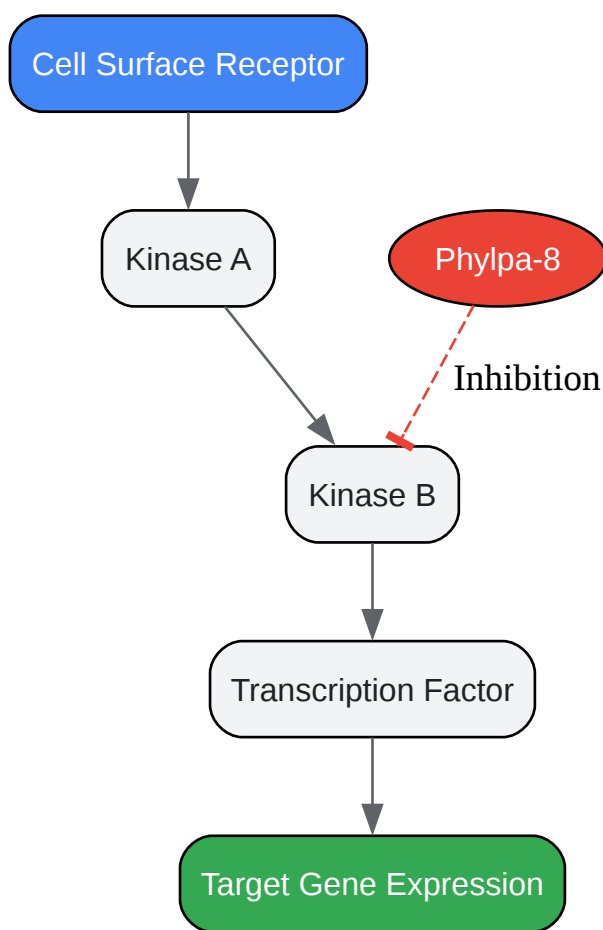 Cell Surface Receptor
Kinase A
Phylpa-8
Inhibition
Kinase B
Transcription Factor
Target Gene Expression